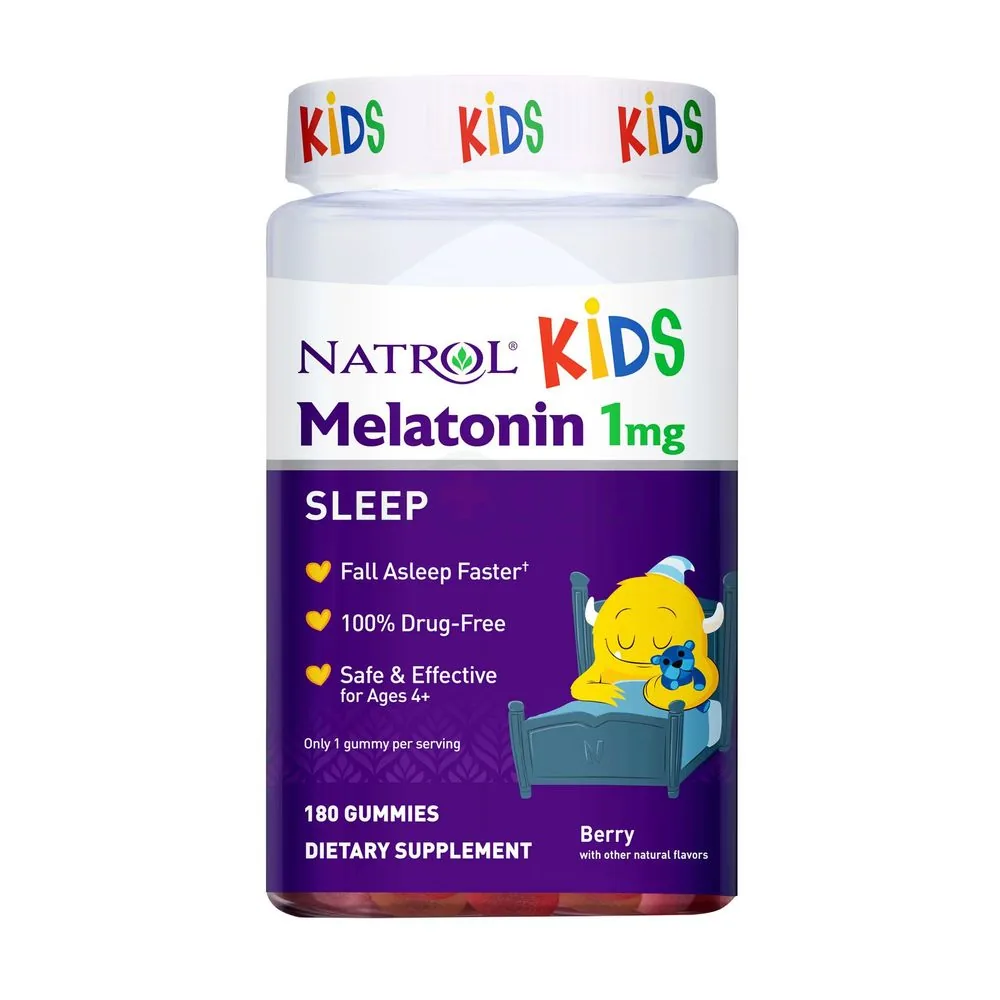 KiDS KiDS KiDS
NATROL® KiDS
Melatonin 1mg
SLEEP
Fall Asleep Faster†
100% Drug-Free
Safe & Effective
for Ages 4+
Only 1 gummy per serving
N
180 GUMMIES
DIETARY SUPPLEMENT
Berry
with other natural flavors